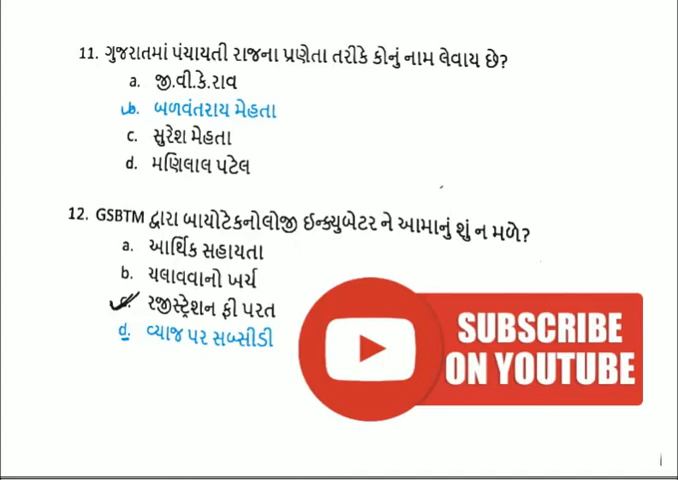 11. ગુજરાતમાં પંચાયતી રાજના પ્રણેતા તરીકે કોનું નામ લેવાય છે?
a. જી.વી.કે.રાવ
b. બળવંતરાય મેહતા
c. સુરેશ મેહતા
d. મણિલાલ પટેલ
12. GSBTM દ્વારા બાયોટેકનોલોજી ઈન્ક્યુબેટર ને આમાનું શું ન મળે?
a. આર્થિક સહાયતા
b. ચલાવવાનો ખર્ચ
c. રજીસ્ટ્રેશન ફી પરત
d. વ્યાજ પર સબ્સીડી
SUBSCRIBE
ON YOUTUBE